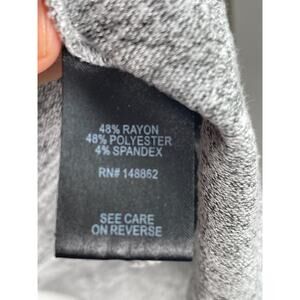 48% RAYON
48% POLYESTER
4% SPANDEX
RN# 148862
SEE CARE
ON REVERSE